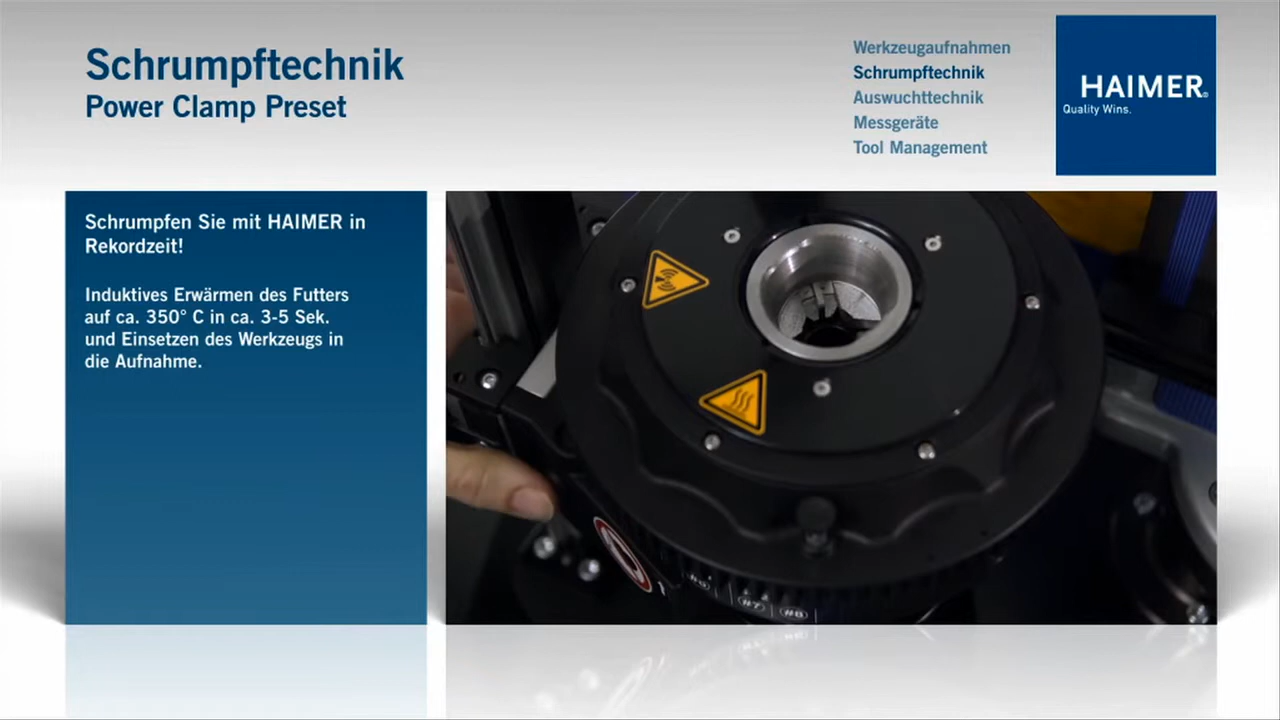 Schrumpftechnik
Power Clamp Preset
Werkzeugaufnahmen
Schrumpftechnik
Auswuchttechnik
Messgeräte
Tool Management
HAIMER®
Quality Wins.
Schrumpfen Sie mit HAIMER in
Rekordzeit!
Induktives Erwärmen des Futters
auf ca. 350° C in ca. 3-5 Sek.
und Einsetzen des Werkzeugs in
die Aufnahme.